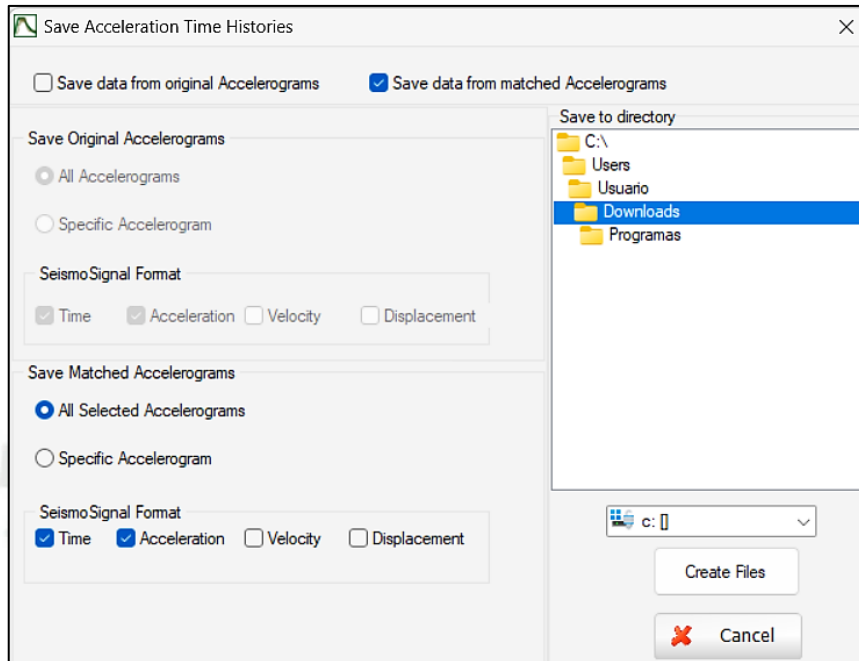 Save Acceleration Time Histories
Save data from original Accelerograms
Save data from matched Accelerograms
Save Original Accelerograms
All Accelerograms
Specific Accelerogram
SeismoSignal Format
Time
Acceleration
Velocity
Displacement
Save Matched Accelerograms
All Selected Accelerograms
Specific Accelerogram
SeismoSignal Format
Time
Acceleration
Velocity
Displacement
Save to directory
C:\
Users
Usuario
Downloads
Programas
c: []
Create Files
Cancel